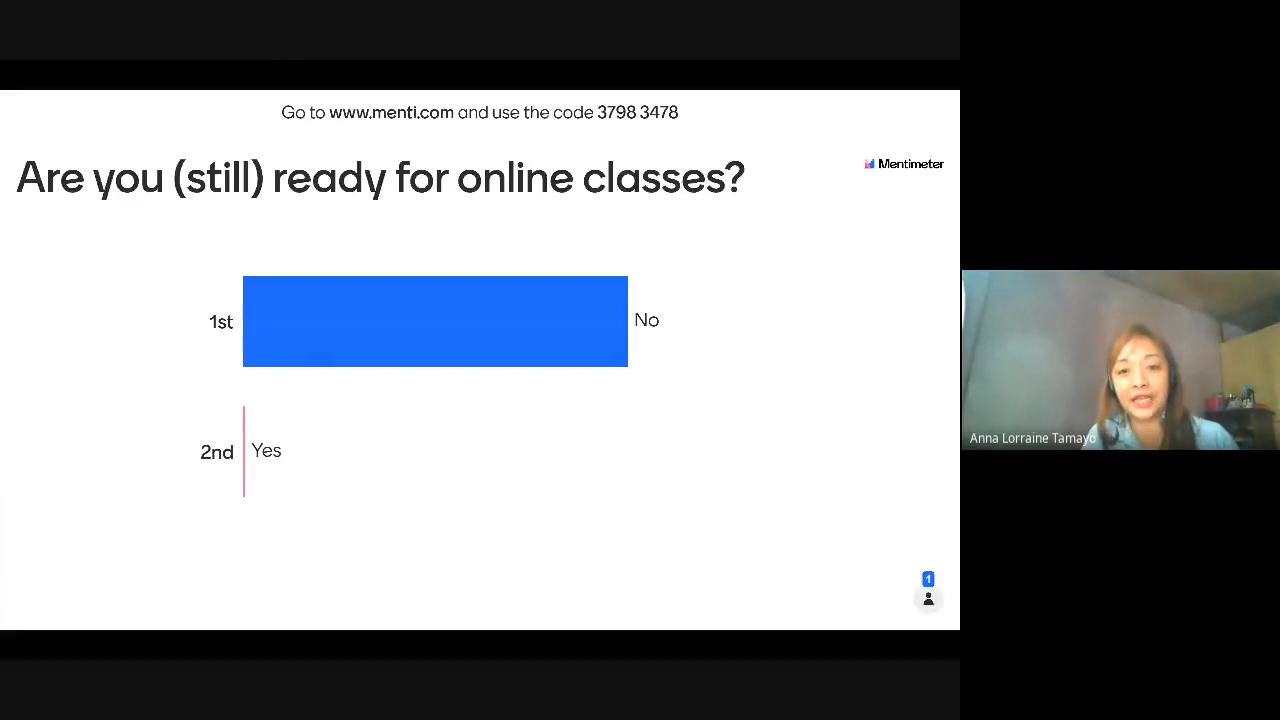 Go to www.menti.com and use the code 3798 3478
Are you (still) ready for online classes?
Mentimeter
1st
No
2nd
Yes
1
Anna Lorraine Tamayo